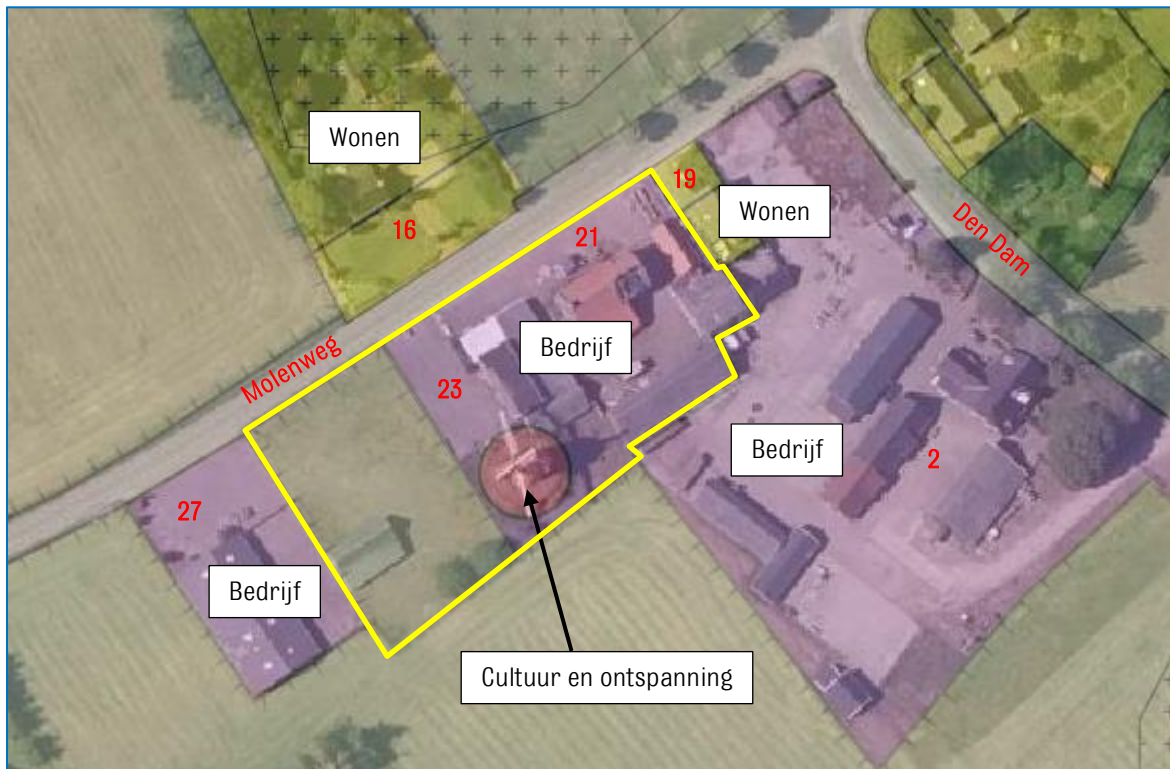 Wonen
16
19
Wonen
21
Den Dam
Molenweg
Bedrijf
23
Bedrijf
2
27
Bedrijf
Cultuur en ontspanning